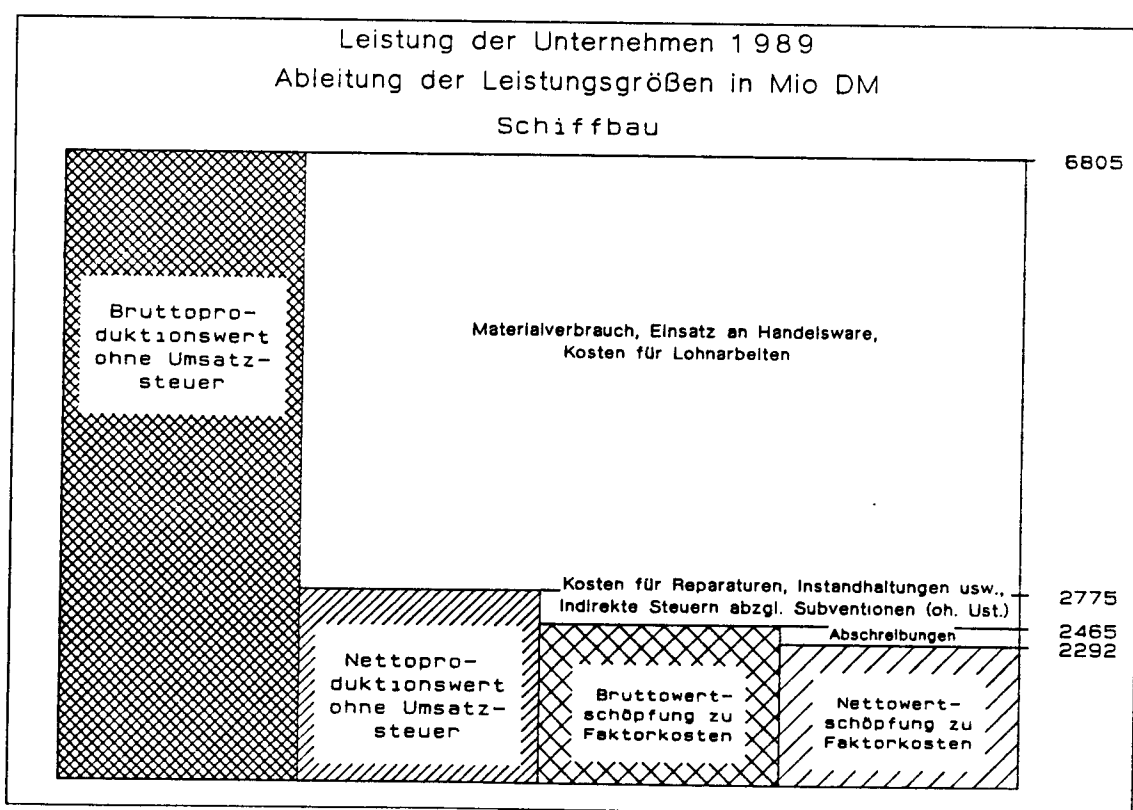 Leistung der Unternehmen 1989
Ableitung der Leistungsgrößen in Mio DM
Schiffbau
6805
Bruttopro-
duktionswert
ohne Umsatz-
steuer
Materialverbrauch, Einsatz an Handelsware,
Kosten für Lohnarbeiten
Kosten für Reparaturen, Instandhaltungen usw.,
Indirekte Steuern abzgl. Subventionen (oh. Ust.)
2775
Abschreibungen
2465
2292
Nettopro-
duktionswert
ohne Umsatz-
steuer
Bruttowert-
schöpfung zu
Faktorkosten
Nettowert-
schöpfung zu
Faktorkosten